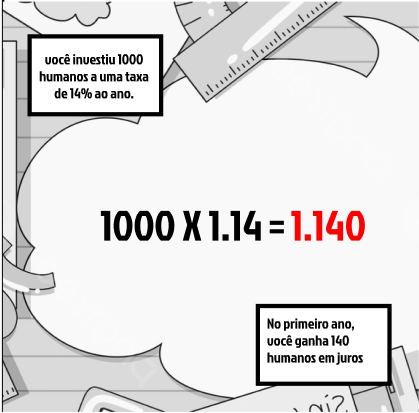 você investiu 1000
humanos a uma taxa
de 14% ao ano.
1000 X 1.14 = 1.140
No primeiro ano,
você ganha 140
humanos em juros